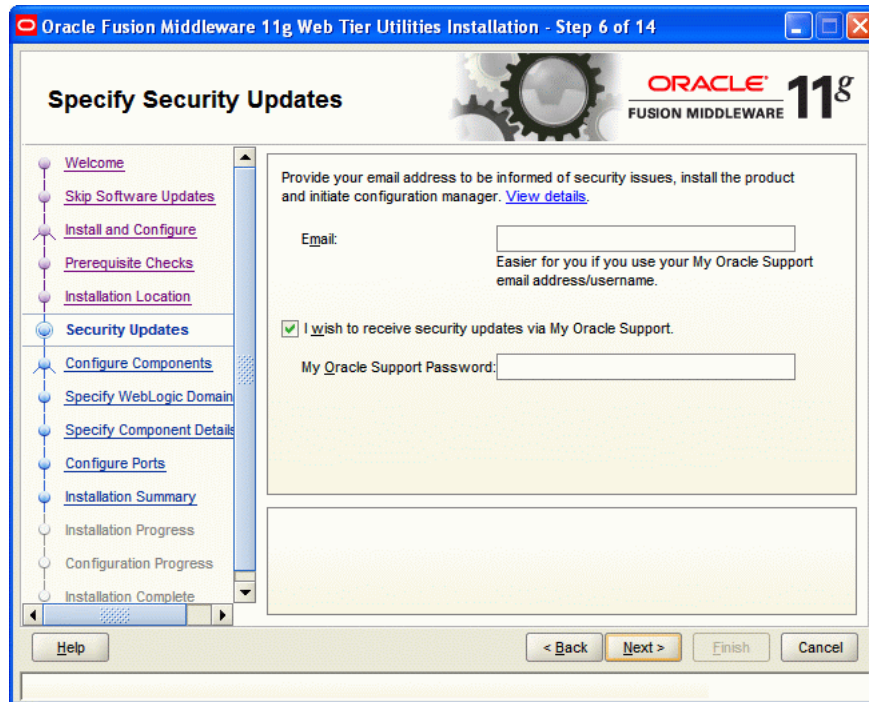 Oracle Fusion Middleware 11g Web Tier Utilities Installation - Step 6 of 14
Specify Security Updates
ORACLE
FUSION MIDDLEWARE 11g
Welcome
Skip Software Updates
Install and Configure
Prerequisite Checks
Installation Location
Security Updates
Configure Components
Specify WebLogic Domain
Specify Component Details
Configure Ports
Installation Summary
Installation Progress
Configuration Progress
Installation Complete
Provide your email address to be informed of security issues, install the product
and initiate configuration manager. View details.
Email:
Easier for you if you use your My Oracle Support
email address/username.
I wish to receive security updates via My Oracle Support.
My Oracle Support Password:
Help
< Back
Next >
Finish
Cancel